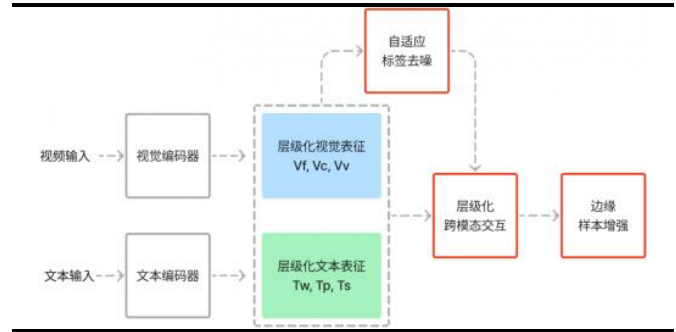 自适应
标签去噪
视频输入
视觉编码器
层级化视觉表征
Vf, Vc, Vv
层级化
跨模态交互
边缘
样本增强
文本输入
文本编码器
层级化文本表征
Tw, Tp, Ts